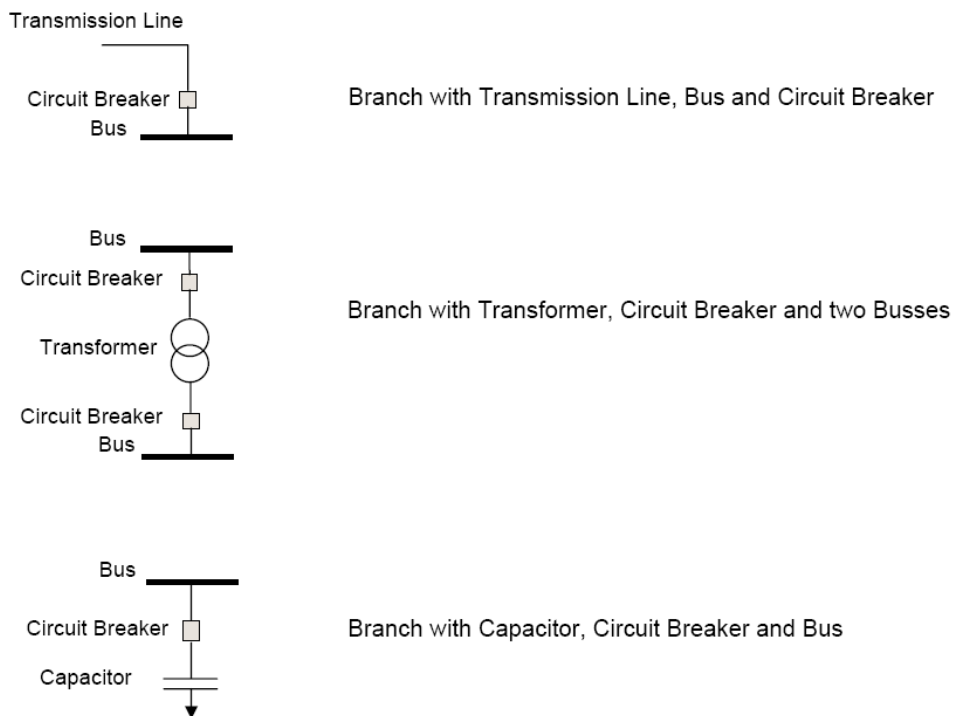 Transmission Line
Circuit Breaker
Bus
Branch with Transmission Line, Bus and Circuit Breaker
Bus
Circuit Breaker
Transformer
Circuit Breaker
Bus
Branch with Transformer, Circuit Breaker and two Busses
Bus
Circuit Breaker
Capacitor
Branch with Capacitor, Circuit Breaker and Bus